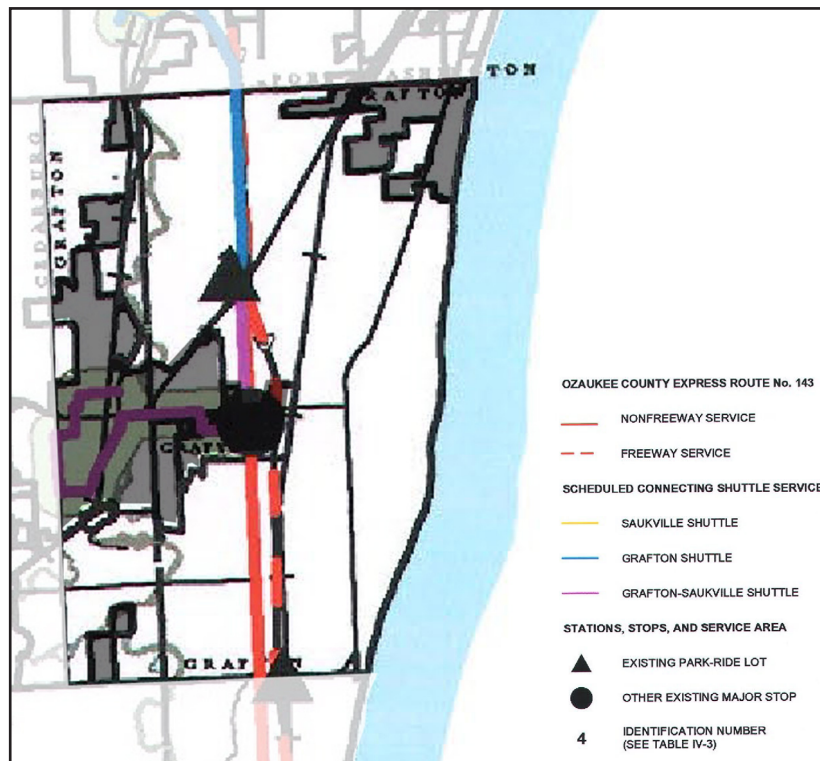 PORT WASHINGTON
GRAFTON
CEDARBURG
GRAFTON
GRAFTON
OZAUKEE COUNTY EXPRESS ROUTE No. 143
NONFREEWAY SERVICE
FREEWAY SERVICE
SCHEDULED CONNECTING SHUTTLE SERVICE
SAUKVILLE SHUTTLE
GRAFTON SHUTTLE
GRAFTON-SAUKVILLE SHUTTLE
STATIONS, STOPS, AND SERVICE AREA
EXISTING PARK-RIDE LOT
OTHER EXISTING MAJOR STOP
4 IDENTIFICATION NUMBER
(SEE TABLE IV-3)